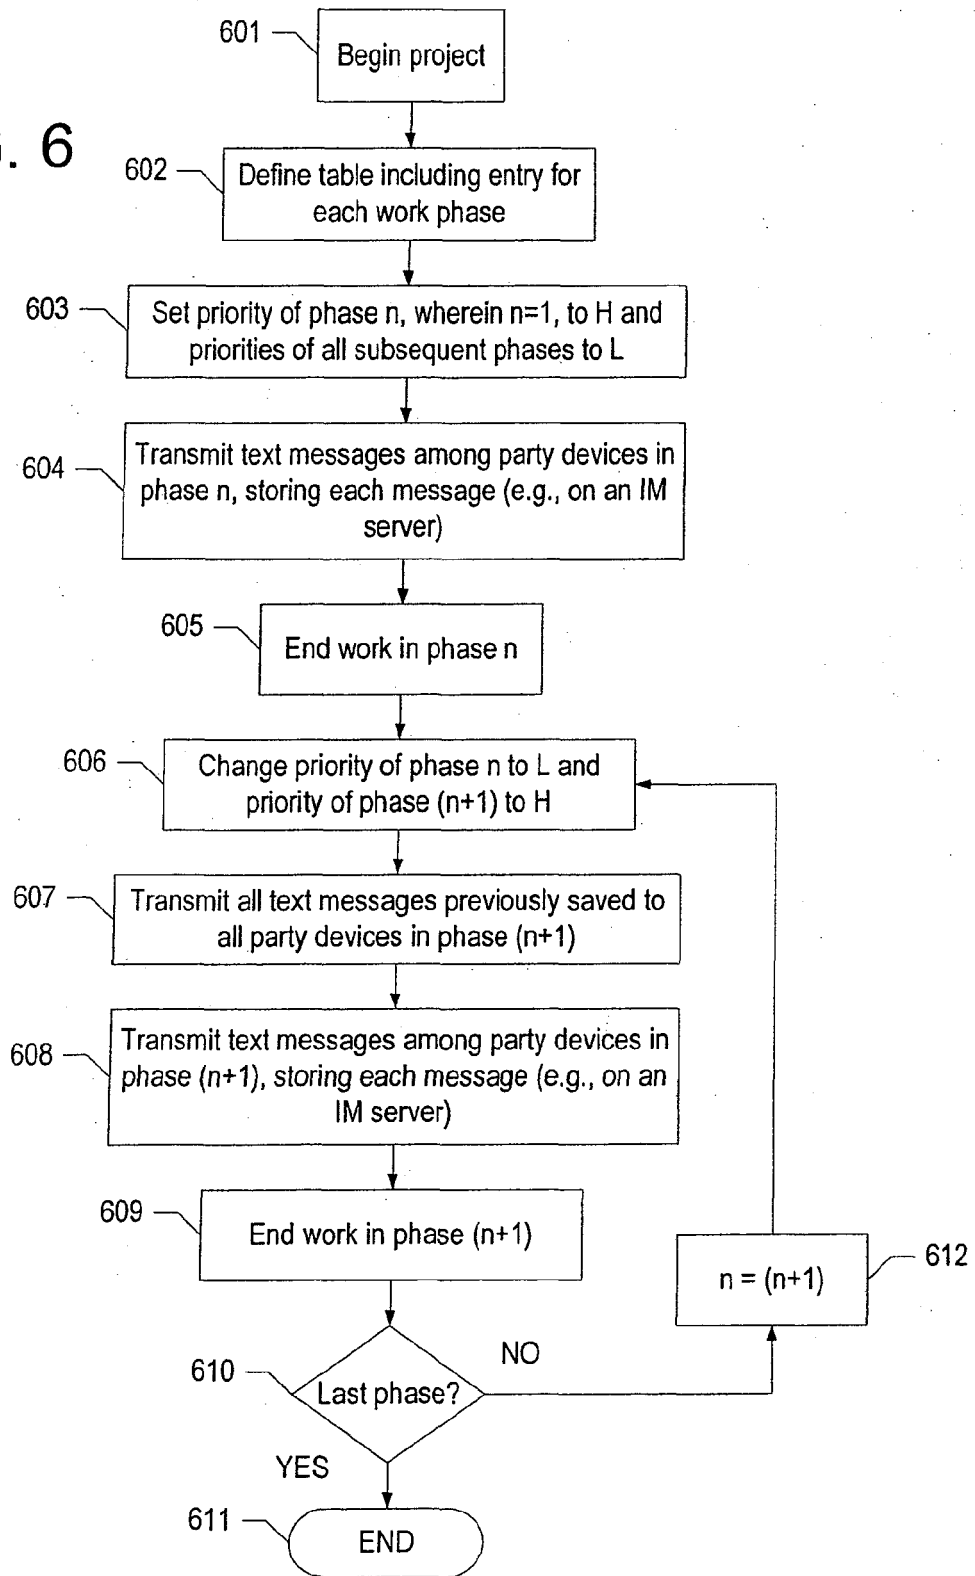 601
Begin project
. 6
602
Define table including entry for
each work phase
603
Set priority of phase n, wherein n=1, to H and
priorities of all subsequent phases to L
604
Transmit text messages among party devices in
phase n, storing each message (e.g., on an IM
server)
605
End work in phase n
606
Change priority of phase n to L and
priority of phase (n+1) to H
607
Transmit all text messages previously saved to
all party devices in phase (n+1)
608
Transmit text messages among party devices in
phase (n+1), storing each message (e.g., on an
IM server)
609
End work in phase (n+1)
n = (n+1)
612
610
Last phase?
NO
YES
611
END